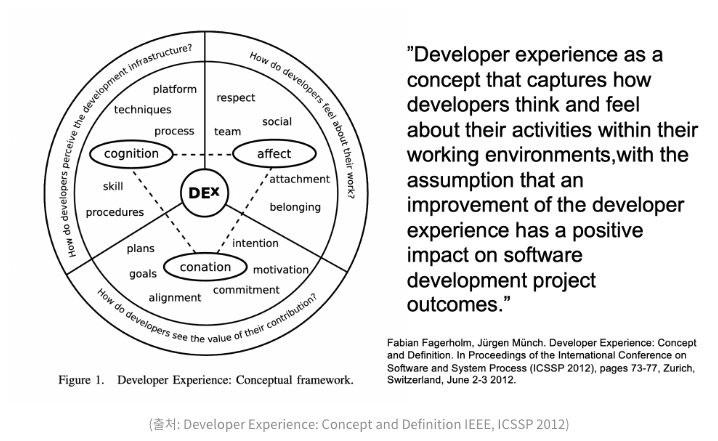 How do developers perceive the development infrastructure?
How do developers feel about their work?
How do developers see the value of their contribution?
platform
techniques
process
cognition
skill
procedures
respect
social
team
affect
attachment
belonging
DEx
plans
goals
alignment
conation
intention
motivation
commitment
Figure 1. Developer Experience: Conceptual framework.
”Developer experience as a
concept that captures how
developers think and feel
about their activities within their
working environments,with the
assumption that an
improvement of the developer
experience has a positive
impact on software
development project
outcomes.”
Fabian Fagerholm, Jürgen Münch. Developer Experience: Concept
and Definition. In Proceedings of the International Conference on
Software and System Process (ICSSP 2012), pages 73-77, Zurich,
Switzerland, June 2-3 2012.
(출처: Developer Experience: Concept and Definition IEEE, ICSSP 2012)